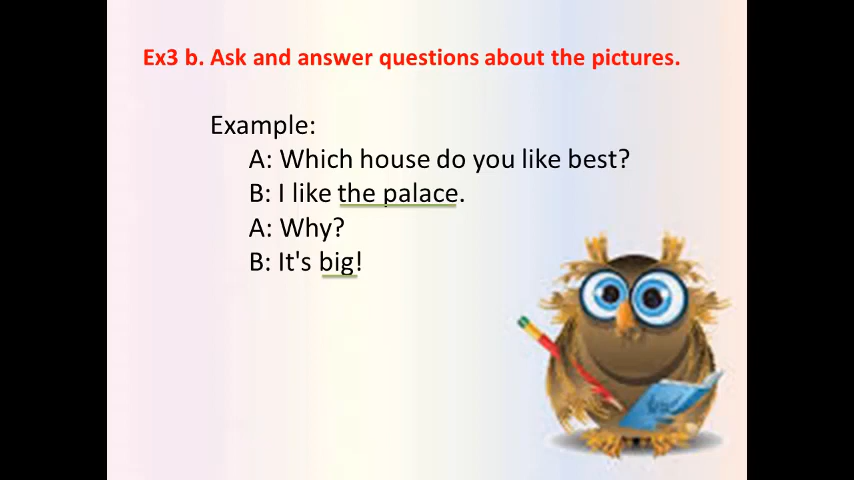 Ex3 b. Ask and answer questions about the pictures.
Example:
A: Which house do you like best?
B: I like the palace.
A: Why?
B: It's big!